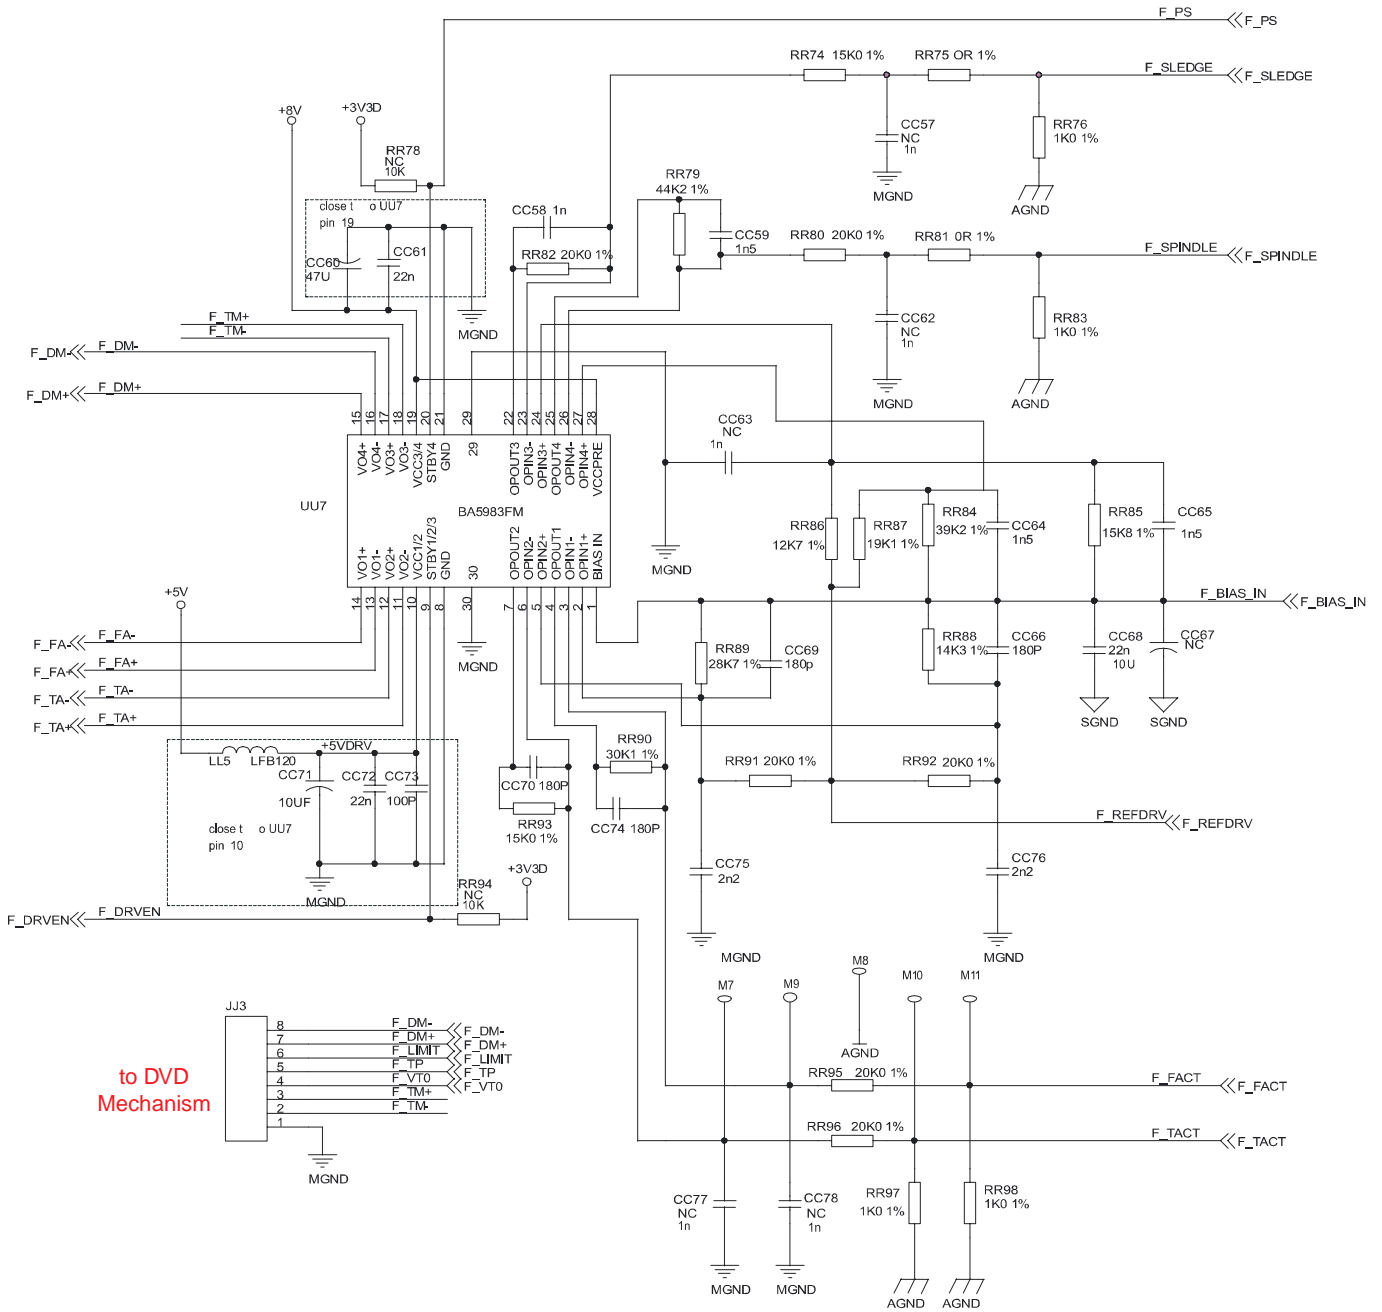 F_PS
F_PS
RR74 15K0 1%
RR75 OR 1%
F_SLEDGE
F_SLEDGE
+8V
+3V3D
RR78
NC
10K
CC57
NC
1n
RR76
1K0 1%
MGND
AGND
RR79
44K2 1%
close t o UU7
pin 19
CC58 1n
CC59
1n5
RR80 20K0 1%
RR81 0R 1%
F_SPINDLE
F_SPINDLE
CC60
47U
CC61
22n
RR82 20K0 1%
MGND
CC62
NC
1n
RR83
1K0 1%
MGND
AGND
F_TM+
F_TM-
F_DM-
F_DM-
F_DM+
F_DM+
15
16
17
18
19
20
21
29
22
23
24
25
26
27
28
VO4+
VO4-
VO3+
VO3-
VCC3/4
STBY4
GND
29
OPOUT3
OPIN3-
OPIN3+
OPOUT4
OPIN4-
OPIN4+
VCCPRE
UU7
BA5983FM
VO1+
VO1-
VO2+
VO2-
VCC1/2
STBY1/2/3
GND
30
OPOUT2
OPIN2-
OPIN2+
OPOUT1
OPIN1-
OPIN1+
BIAS IN
14
13
12
11
10
9
8
30
7
6
5
4
3
2
1
CC63
NC
1n
MGND
RR86
12K7 1%
RR87
19K1 1%
RR84
39K2 1%
CC64
1n5
RR85
15K8 1%
CC65
1n5
+5V
F_BIAS_IN
F_BIAS_IN
F_FA-
F_FA-
F_FA+
F_FA+
F_TA-
F_TA-
F_TA+
F_TA+
MGND
RR89
28K7 1%
CC69
180p
RR88
14K3 1%
CC66
180P
CC68
22n
10U
CC67
NC
SGND
SGND
LL5 LFB120
+5VDRV
CC71
10UF
CC72
22n
CC73
100P
close t o UU7
pin 10
MGND
CC70 180P
RR93
15K0 1%
RR90
30K1 1%
CC74 180P
RR91 20K0 1%
RR92 20K0 1%
F_REFDRV
F_REFDRV
CC75
2n2
CC76
2n2
MGND
MGND
+3V3D
RR94
NC
10K
F_DRVEN
F_DRVEN
M7
M9
M8
M10
M11
AGND
JJ3
8
7
6
5
4
3
2
1
F_DM-
F_DM+
F_LIMIT
F_TP
F_VT0
F_TM+
F_TM-
F_DM-
F_DM+
F_LIMIT
F_TP
F_VT0
to DVD
Mechanism
MGND
RR95 20K0 1%
F_FACT
F_FACT
RR96 20K0 1%
F_TACT
F_TACT
CC77
NC
1n
CC78
NC
1n
RR97
1K0 1%
RR98
1K0 1%
MGND
MGND
AGND
AGND